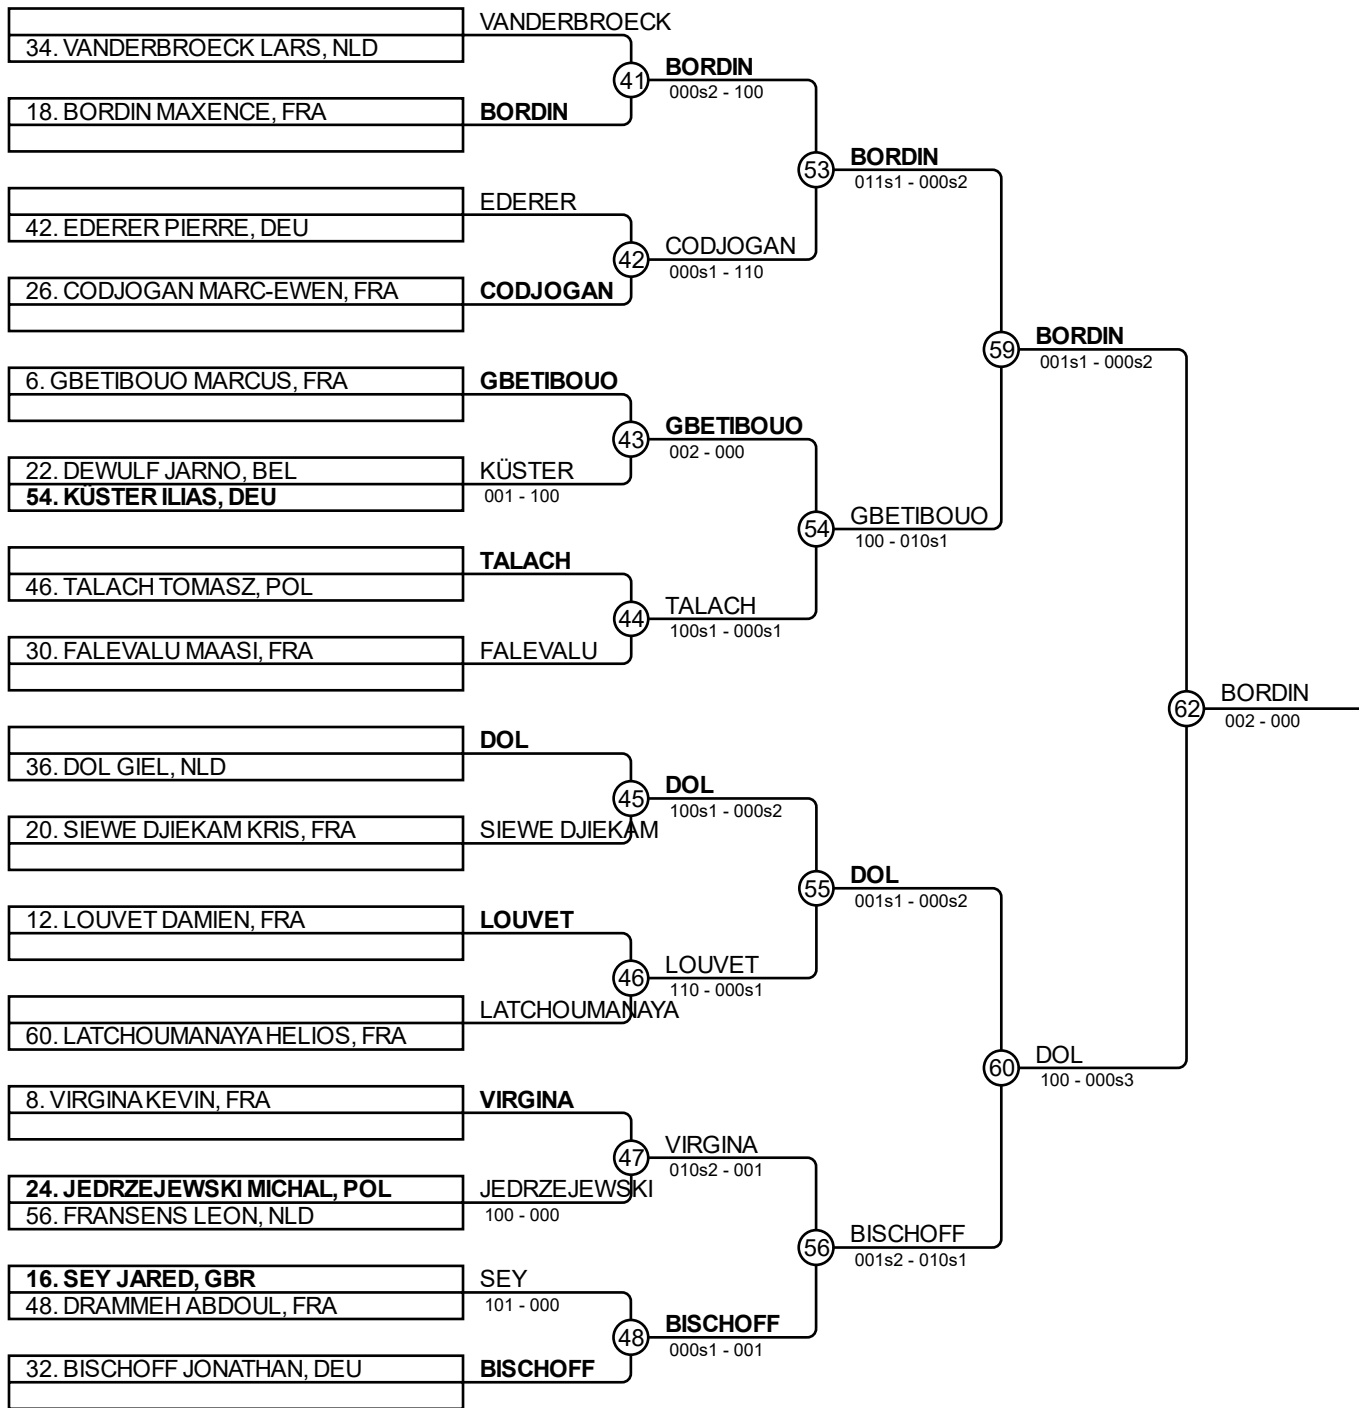 VANDERBROECK
34. VANDERBROECK LARS, NLD
41
BORDIN
000s2 - 100
18. BORDIN MAXENCE, FRA
BORDIN
53
BORDIN
011s1 - 000s2
EDERER
42. EDERER PIERRE, DEU
42
CODJOGAN
000s1 - 110
26. CODJOGAN MARC-EWEN, FRA
CODJOGAN
59
BORDIN
001s1 - 000s2
6. GBETIBOUO MARCUS, FRA
GBETIBOUO
43
GBETIBOUO
002 - 000
22. DEWULF JARNO, BEL
KÜSTER
54. KÜSTER ILIAS, DEU
001 - 100
54
GBETIBOUO
100 - 010s1
TALACH
46. TALACH TOMASZ, POL
44
TALACH
100s1 - 000s1
30. FALEVALU MAASI, FRA
FALEVALU
62
BORDIN
002 - 000
DOL
36. DOL GIEL, NLD
45
DOL
100s1 - 000s2
20. SIEWE DJIEKAM KRIS, FRA
SIEWE DJIEKAM
55
DOL
001s1 - 000s2
12. LOUVET DAMIEN, FRA
LOUVET
46
LOUVET
110 - 000s1
LATCHOUMANAYA
60. LATCHOUMANAYA HELIOS, FRA
60
DOL
100 - 000s3
8. VIRGINA KEVIN, FRA
VIRGINA
47
VIRGINA
010s2 - 001
24. JEDRZEJEWSKI MICHAL, POL
JEDRZEJEWSKI
56. FRANSENS LEON, NLD
100 - 000
56
BISCHOFF
001s2 - 010s1
16. SEY JARED, GBR
SEY
48. DRAMMEH ABDOUL, FRA
101 - 000
48
BISCHOFF
000s1 - 001
32. BISCHOFF JONATHAN, DEU
BISCHOFF